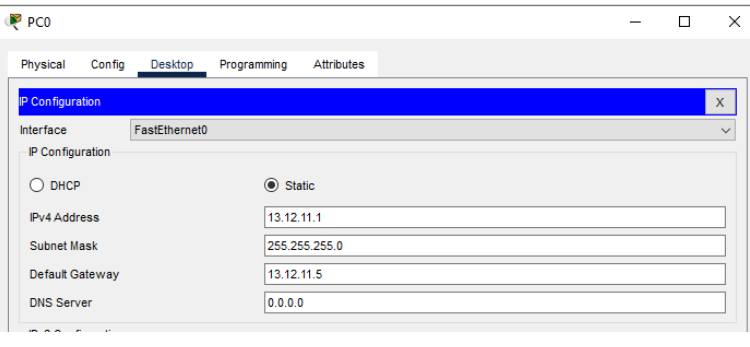 PC0
Physical Config Desktop Programming Attributes
IP Configuration X
Interface FastEthernet0
IP Configuration
DHCP Static
IPv4 Address 13.12.11.1
Subnet Mask 255.255.255.0
Default Gateway 13.12.11.5
DNS Server 0.0.0.0